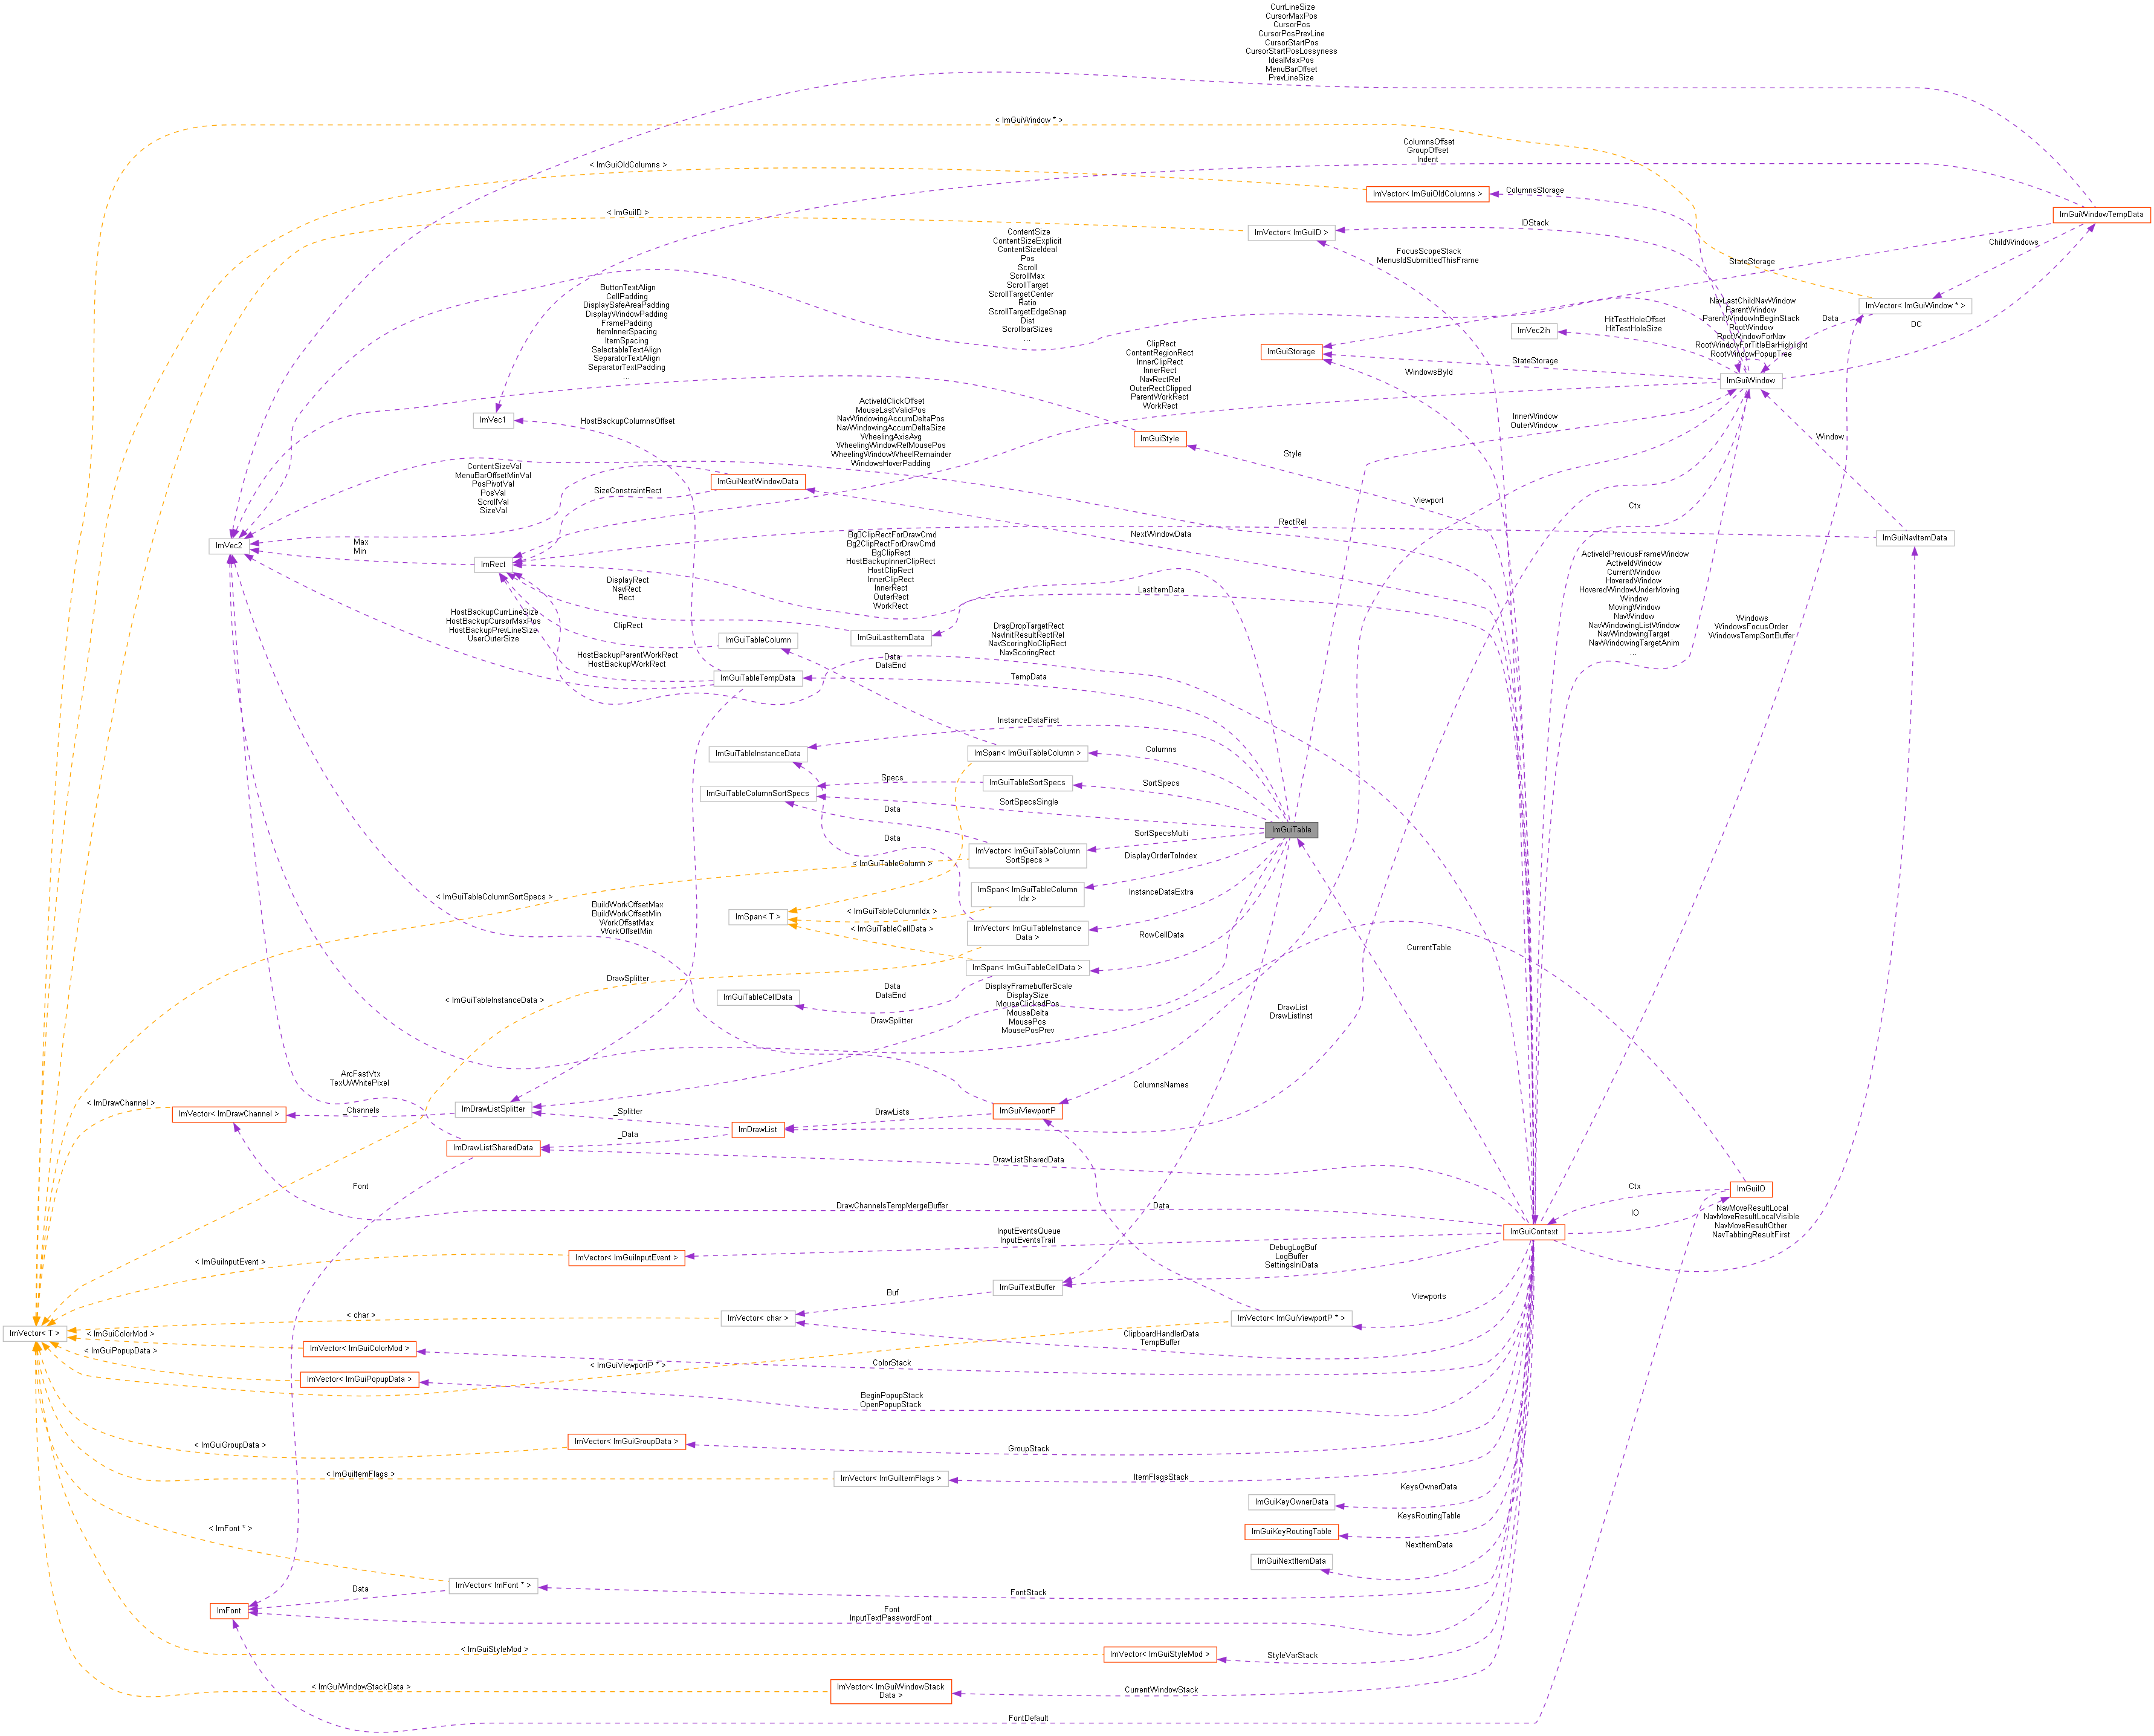 CurrLineSize
CursorMaxPos
CursorPos
CursorPosPrevLine
CursorStartPos
CursorStartPosLossyness
IdealMaxPos
MenuBarOffset
PrevLineSize
< ImGuiWindow * >
ColumnsOffset
GroupOffset
Indent
< ImGuiOldColumns >
ImVector< ImGuiOldColumns >
ColumnsStorage
ImGuiWindowTempData
< ImGuiID >
IDStack
ImVector< ImGuiID >
ContentSize
ContentSizeExplicit
ContentSizeIdeal
Pos
Scroll
ScrollMax
ScrollTarget
ScrollTargetCenter
Ratio
ScrollTargetEdgeSnap
Dist
ScrollbarSizes
...
FocusScopeStack
MenusIdSubmittedThisFrame
ChildWindows
StateStorage
ButtonTextAlign
CellPadding
DisplaySafeAreaPadding
DisplayWindowPadding
FramePadding
ItemInnerSpacing
ItemSpacing
SelectableTextAlign
SeparatorTextAlign
SeparatorTextPadding
...
NavLastChildNavWindow
ParentWindow
ParentWindowInBeginStack
RootWindow
RootWindowForNav
RootWindowForTitleBarHighlight
RootWindowPopupTree
ImVector< ImGuiWindow * >
HitTestHoleOffset
HitTestHoleSize
ImVec2ih
Data
DC
ImGuiStorage
StateStorage
WindowsById
ImGuiWindow
ClipRect
ContentRegionRect
InnerClipRect
InnerRect
NavRectRel
OuterRectClipped
ParentWorkRect
WorkRect
ImVec1
HostBackupColumnsOffset
ActiveIdClickOffset
MouseLastValidPos
NavWindowingAccumDeltaPos
NavWindowingAccumDeltaSize
WheelingAxisAvg
WheelingWindowRefMousePos
WheelingWindowWheelRemainder
WindowsHoverPadding
InnerWindow
OuterWindow
ImGuiStyle
Style
Window
ContentSizeVal
MenuBarOffsetMinVal
PosPivotVal
PosVal
ScrollVal
SizeVal
SizeConstraintRect
ImGuiNextWindowData
Viewport
Ctx
RectRel
NextWindowData
ImGuiNavItemData
ImVec2
Max
Min
ImRect
Bg0ClipRectForDrawCmd
Bg2ClipRectForDrawCmd
BgClipRect
HostBackupInnerClipRect
HostClipRect
InnerClipRect
InnerRect
OuterRect
WorkRect
ActiveIdPreviousFrameWindow
ActiveIdWindow
CurrentWindow
HoveredWindow
HoveredWindowUnderMoving
Window
MovingWindow
NavWindow
NavWindowingListWindow
NavWindowingTarget
NavWindowingTargetAnim
...
DisplayRect
NavRect
Rect
LastItemData
HostBackupCurrLineSize
HostBackupCursorMaxPos
HostBackupPrevLineSize
UserOuterSize
ClipRect
ImGuiTableColumn
ImGuiLastItemData
DragDropTargetRect
NavInitResultRectRel
NavScoringNoClipRect
NavScoringRect
Windows
WindowsFocusOrder
WindowsTempSortBuffer
HostBackupParentWorkRect
HostBackupWorkRect
Data
DataEnd
ImGuiTableTempData
TempData
InstanceDataFirst
ImGuiTableInstanceData
ImSpan< ImGuiTableColumn >
Columns
Specs
ImGuiTableSortSpecs
SortSpecs
ImGuiTableColumnSortSpecs
SortSpecsSingle
Data
ImGuiTable
SortSpecsMulti
Data
ImVector< ImGuiTableColumn
SortSpecs >
DisplayOrderToIndex
< ImGuiTableColumn >
ImSpan< ImGuiTableColumn
Idx >
InstanceDataExtra
< ImGuiTableColumnSortSpecs >
BuildWorkOffsetMax
BuildWorkOffsetMin
WorkOffsetMax
WorkOffsetMin
ImSpan< T >
< ImGuiTableColumnIdx >
< ImGuiTableCellData >
ImVector< ImGuiTableInstance
Data >
RowCellData
CurrentTable
ImSpan< ImGuiTableCellData >
DrawSplitter
< ImGuiTableInstanceData >
ImGuiTableCellData
Data
DataEnd
DisplayFramebufferScale
DisplaySize
MouseClickedPos
MouseDelta
MousePos
MousePosPrev
DrawSplitter
DrawList
DrawListInst
ArcFastVtx
TexUvWhitePixel
ColumnsNames
< ImDrawChannel >
ImVector< ImDrawChannel >
_Channels
ImDrawListSplitter
_Splitter
DrawLists
ImGuiViewportP
_Data
ImDrawList
ImDrawListSharedData
DrawListSharedData
Font
Ctx
ImGuiIO
DrawChannelsTempMergeBuffer
Data
IO
NavMoveResultLocal
NavMoveResultLocalVisible
NavMoveResultOther
NavTabbingResultFirst
ImGuiContext
InputEventsQueue
InputEventsTrail
< ImGuiInputEvent >
ImVector< ImGuiInputEvent >
DebugLogBuf
LogBuffer
SettingsIniData
ImGuiTextBuffer
Buf
Viewports
< char >
ImVector< char >
ImVector< ImGuiViewportP * >
ImVector< T >
< ImGuiColorMod >
ImVector< ImGuiColorMod >
ClipboardHandlerData
TempBuffer
< ImGuiPopupData >
< ImGuiViewportP * >
ColorStack
ImVector< ImGuiPopupData >
BeginPopupStack
OpenPopupStack
< ImGuiGroupData >
ImVector< ImGuiGroupData >
GroupStack
< ImGuiItemFlags >
ImVector< ImGuiItemFlags >
ItemFlagsStack
KeysOwnerData
ImGuiKeyOwnerData
KeysRoutingTable
ImGuiKeyRoutingTable
< ImFont * >
NextItemData
ImGuiNextItemData
ImVector< ImFont * >
Data
FontStack
ImFont
Font
InputTextPasswordFont
< ImGuiStyleMod >
ImVector< ImGuiStyleMod >
StyleVarStack
< ImGuiWindowStackData >
ImVector< ImGuiWindowStack
Data >
CurrentWindowStack
FontDefault